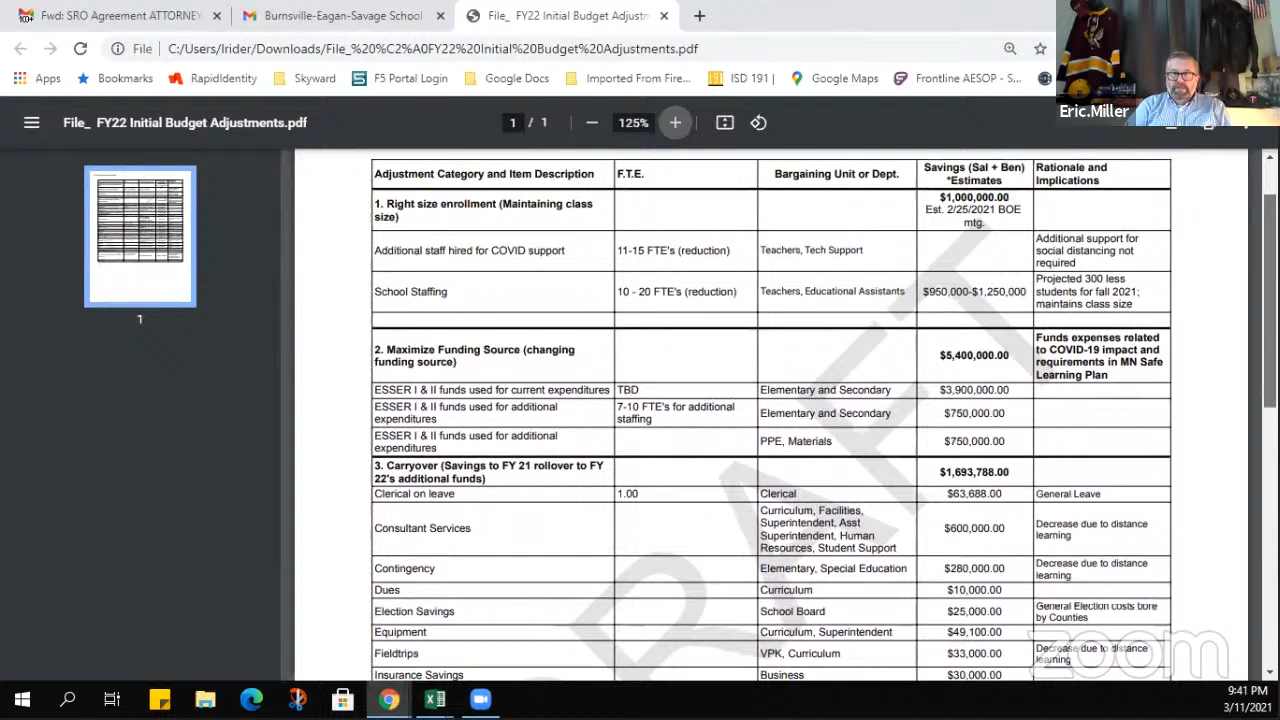 Fwd: SRO Agreement ATTORNEY
Burnsville-Eagan-Savage School
File_ FY22 Initial Budget Adjustm
File
C:/Users/lrider/Downloads/File_%20%C2%A0FY22%20Initial%20Budget%20Adjustments.pdf
Apps
Bookmarks
RapidIdentity
Skyward
F5 Portal Login
Google Docs
Imported From Fire...
ISD 191 |
Google Maps
Frontline AESOP - S...
Eric.Miller
File_ FY22 Initial Budget Adjustments.pdf
1 / 1
125%
1
Adjustment Category and Item Description
F.T.E.
Bargaining Unit or Dept.
Savings (Sal + Ben)
*Estimates
Rationale and
Implications
1. Right size enrollment (Maintaining class
size)
$1,000,000.00
Est. 2/25/2021 BOE
mtg.
Additional staff hired for COVID support
11-15 FTE's (reduction)
Teachers, Tech Support
Additional support for
social distancing not
required
School Staffing
10 - 20 FTE's (reduction)
Teachers, Educational Assistants
$950,000-$1,250,000
Projected 300 less
students for fall 2021;
maintains class size
2. Maximize Funding Source (changing
funding source)
$5,400,000.00
Funds expenses related
to COVID-19 impact and
requirements in MN Safe
Learning Plan
ESSER I & II funds used for current expenditures
TBD
Elementary and Secondary
$3,900,000.00
ESSER I & II funds used for additional
expenditures
7-10 FTE's for additional
staffing
Elementary and Secondary
$750,000.00
ESSER I & II funds used for additional
expenditures
PPE, Materials
$750,000.00
3. Carryover (Savings to FY 21 rollover to FY
22's additional funds)
$1,693,788.00
Clerical on leave
1.00
Clerical
$63,688.00
General Leave
Consultant Services
Curriculum, Facilities,
Superintendent, Asst
Superintendent, Human
Resources, Student Support
$600,000.00
Decrease due to distance
learning
Contingency
Elementary, Special Education
$280,000.00
Decrease due to distance
learning
Dues
Curriculum
$10,000.00
Election Savings
School Board
$25,000.00
General Election costs bore
by Counties
Equipment
Curriculum, Superintendent
$49,100.00
Fieldtrips
VPK, Curriculum
$33,000.00
Decrease due to distance
learning
Insurance Savings
Business
$30,000.00
DRAFT
zoom
9:41 PM
3/11/2021